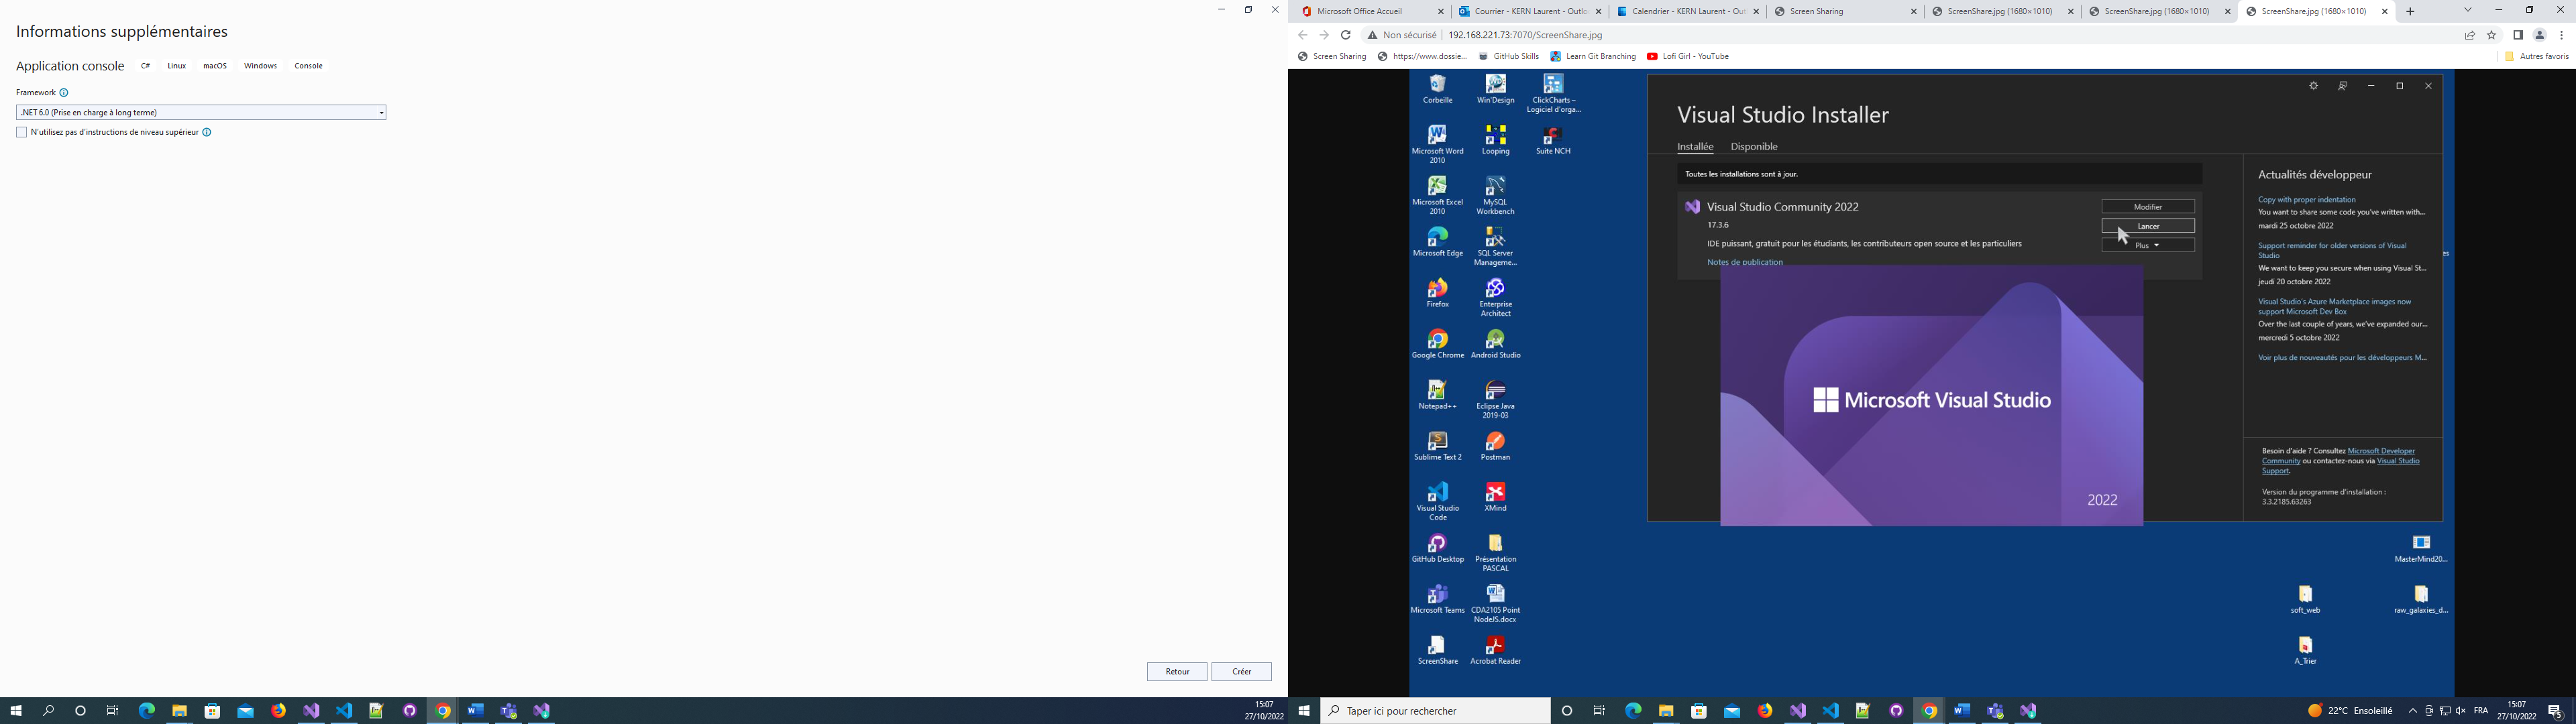 Informations supplémentaires
Application console C# Linux macOS Windows Console
Framework
.NET 6.0 (Prise en charge à long terme)
N'utilisez pas d'instructions de niveau supérieur
Retour Créer
15:07
27/10/2022
Microsoft Office Accueil
Courrier - KERN Laurent - Outlo
Calendrier - KERN Laurent - Out
Screen Sharing
ScreenShare.jpg (1680×1010)
ScreenShare.jpg (1680×1010)
ScreenShare.jpg (1680×1010)
Non sécurisé 192.168.221.73:7070/ScreenShare.jpg
Screen Sharing https://www.dossie... GitHub Skills Learn Git Branching Lofi Girl - YouTube Autres favoris
Corbeille
Win'Design
ClickCharts – Logiciel d'orga...
Microsoft Word 2010
Looping
Suite NCH
Microsoft Excel 2010
MySQL Workbench
Microsoft Edge
SQL Server Manageme...
Firefox
Enterprise Architect
Google Chrome
Android Studio
Notepad++
Eclipse Java 2019-03
Sublime Text 2
Postman
Visual Studio Code
XMind
GitHub Desktop
Présentation PASCAL
Microsoft Teams
CDA2105 Point NodeJS.docx
ScreenShare
Acrobat Reader
Visual Studio Installer
Installée Disponible
Toutes les installations sont à jour.
Visual Studio Community 2022
17.3.6
IDE puissant, gratuit pour les étudiants, les contributeurs open source et les particuliers
Notes de publication
Modifier
Lancer
Plus
Microsoft Visual Studio
2022
Actualités développeur
Copy with proper indentation
You want to share some code you've written with...
mardi 25 octobre 2022
Support reminder for older versions of Visual
Studio
We want to keep you secure when using Visual St...
jeudi 20 octobre 2022
Visual Studio's Azure Marketplace images now
support Microsoft Dev Box
Over the last couple of years, we've expanded our...
mercredi 5 octobre 2022
Voir plus de nouveautés pour les développeurs M...
Besoin d'aide ? Consultez Microsoft Developer
Community ou contactez-nous via Visual Studio
Support.
Version du programme d'installation :
3.3.2185.63263
es
MasterMind20...
soft_web
raw_galaxies_d...
A_Trier
Taper ici pour rechercher
22°C Ensoleillé
FRA
15:07
27/10/2022